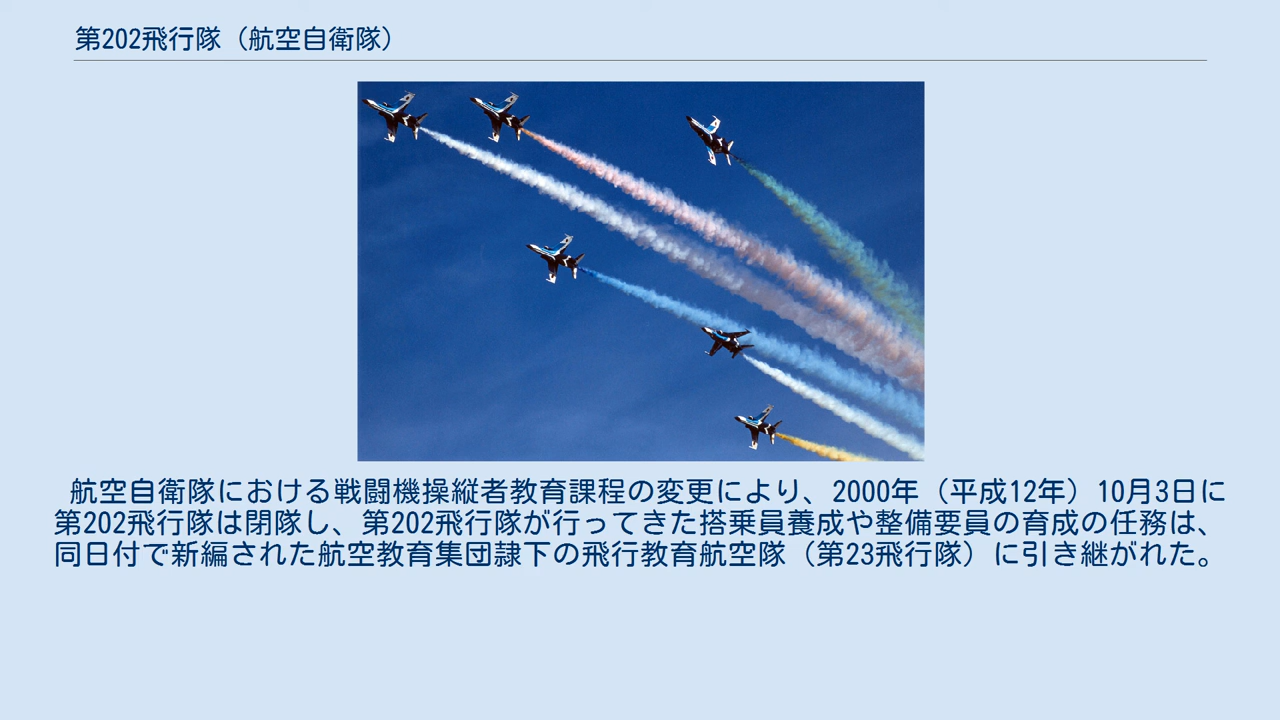 第202飛行隊（航空自衛隊）
航空自衛隊における戦闘機操縦者教育課程の変更により、2000年（平成12年）10月3日に
第202飛行隊は閉隊し、第202飛行隊が行ってきた搭乗員養成や整備要員の育成の任務は、
同日付で新編された航空教育集団隷下の飛行教育航空隊（第23飛行隊）に引き継がれた。